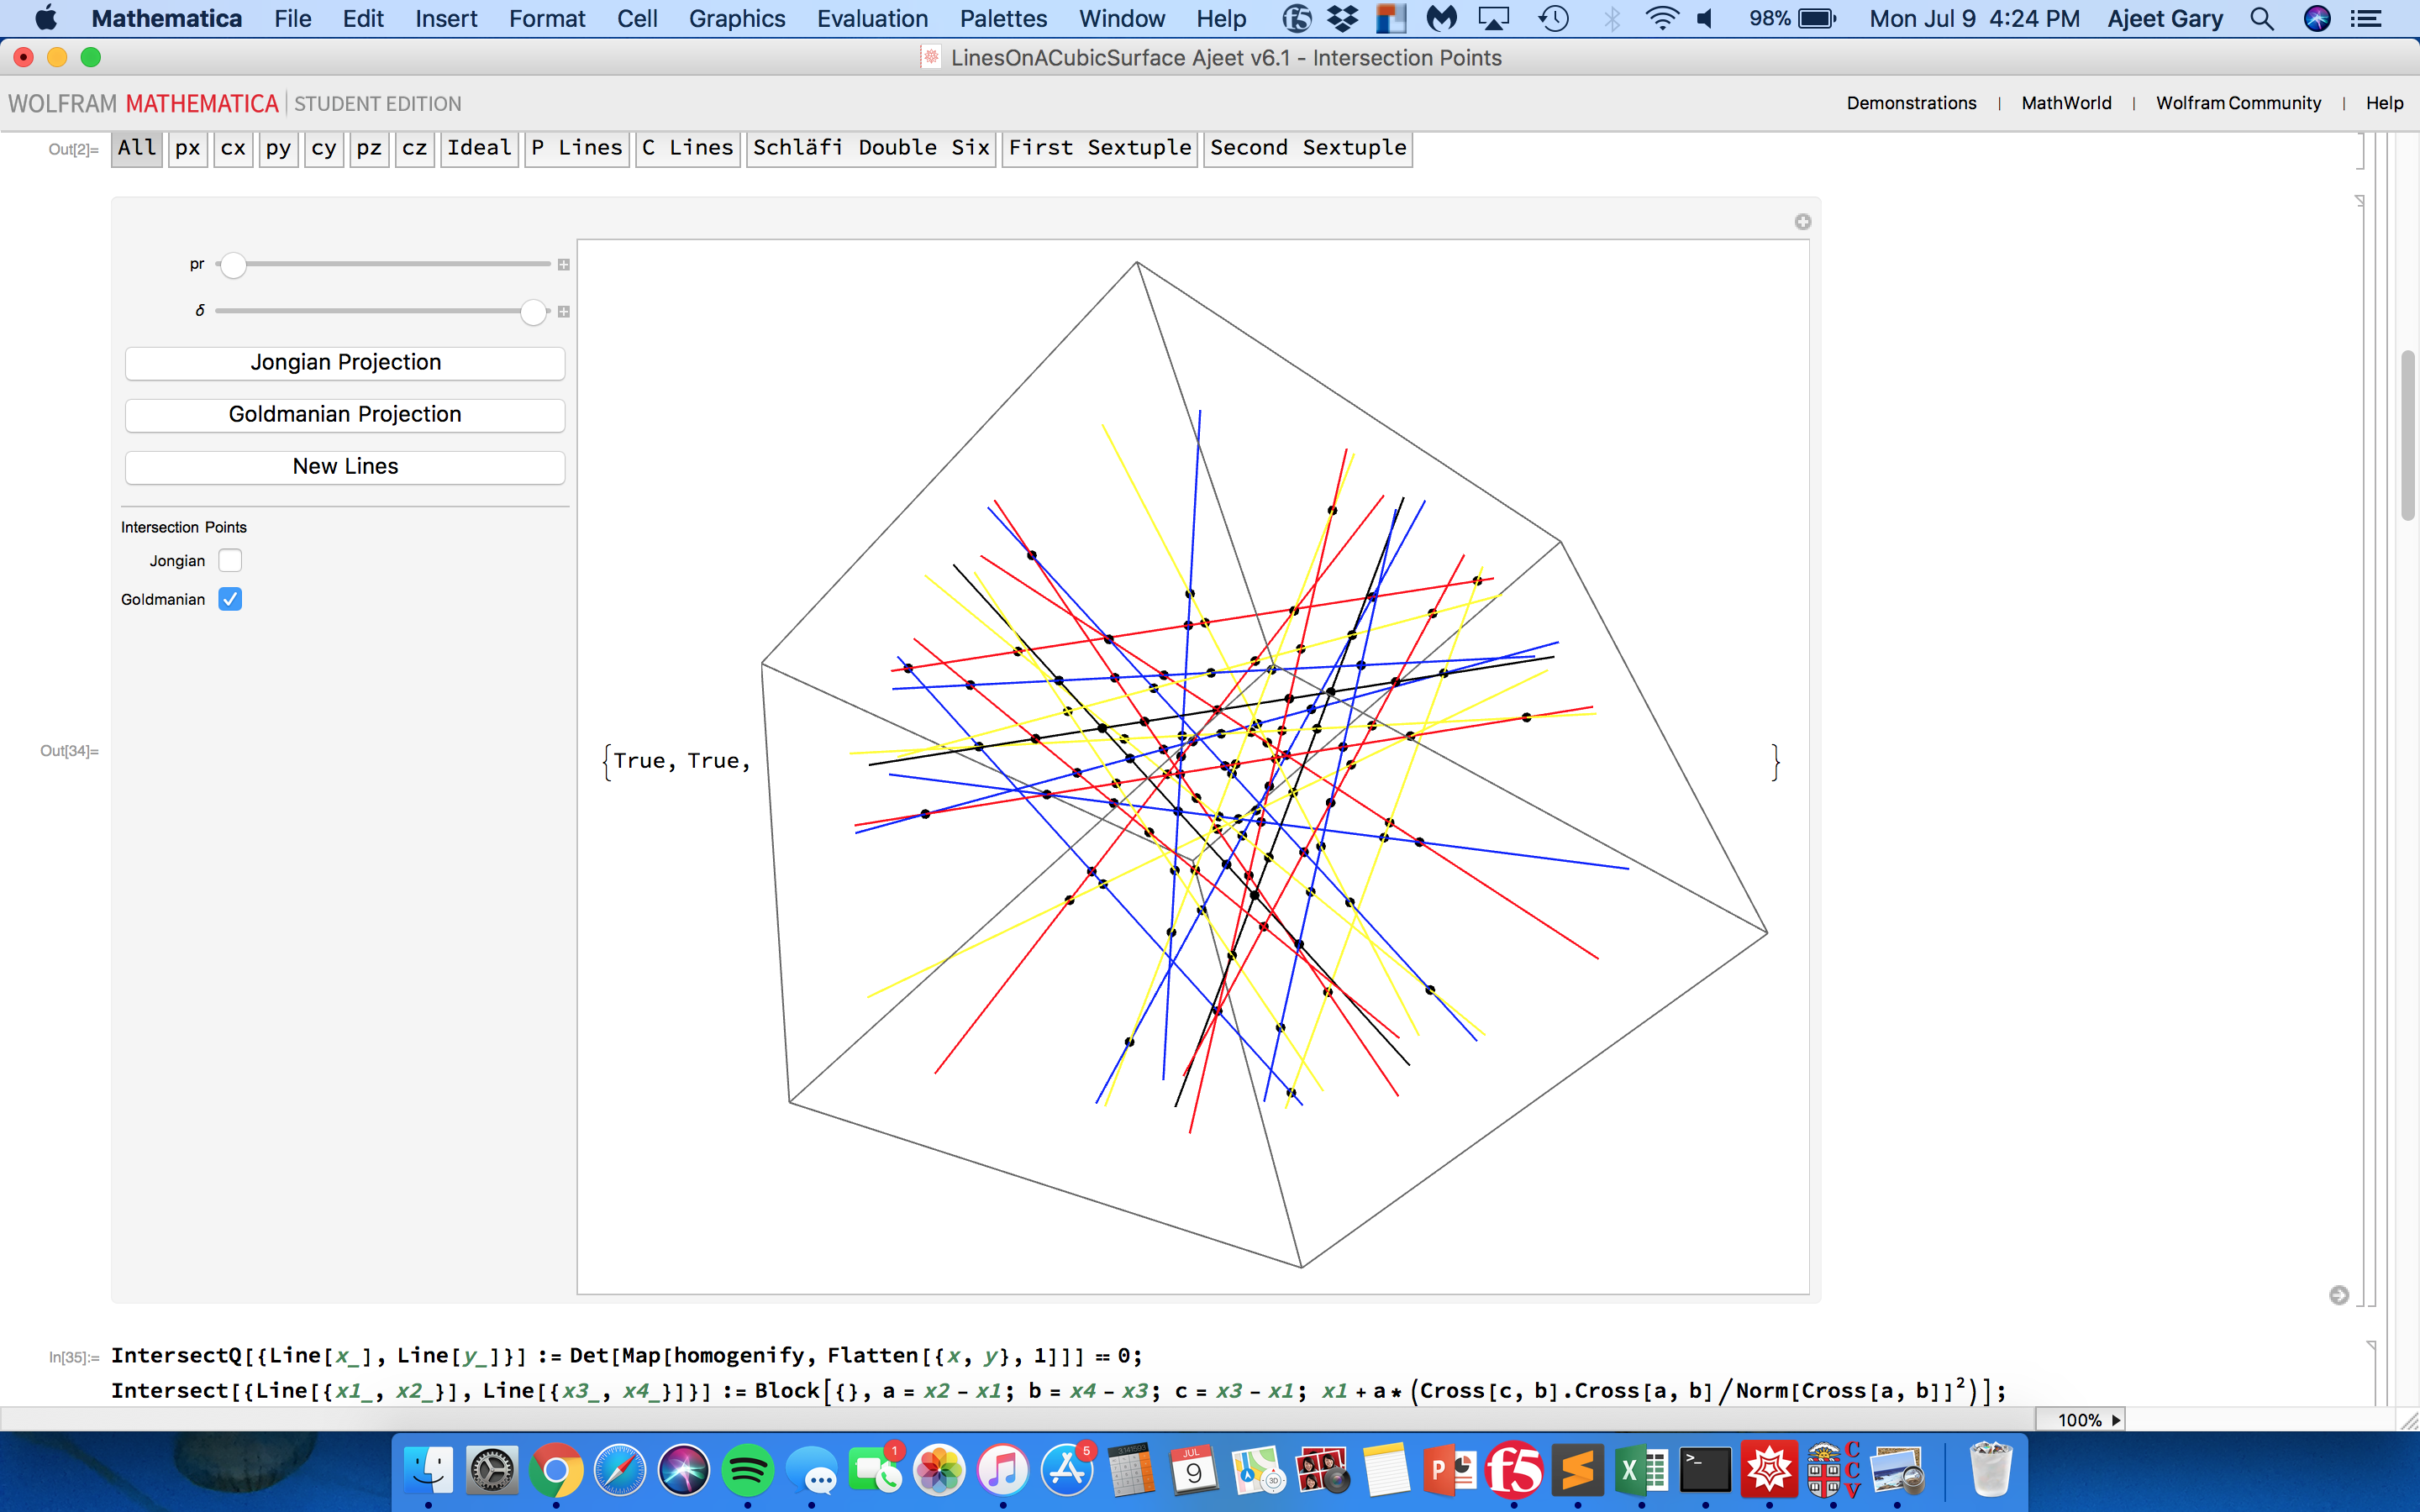 Mathematica File Edit Insert Format Cell Graphics Evaluation Palettes Window Help 98% Mon Jul 9 4:24 PM Ajeet Gary
LinesOnACubicSurface Ajeet v6.1 - Intersection Points
WOLFRAM MATHEMATICA | STUDENT EDITION Demonstrations | MathWorld | Wolfram Community | Help
Out[2]= All px cx py cy pz cz Ideal P Lines C Lines Schläfli Double Six First Sextuple Second Sextuple
pr
δ
Jongian Projection
Goldmanian Projection
New Lines
Intersection Points
Jongian
Goldmanian
Out[34]= {True, True, }
In[35]:= IntersectQ[{Line[x_], Line[y_]}] := Det[Map[homogenify, Flatten[{x, y}, 1]]] == 0;
Intersect[{Line[{x1_, x2_}], Line[{x3_, x4_}]}] := Block[{}, a = x2 - x1; b = x4 - x3; c = x3 - x1; x1 + a * (Cross[c, b].Cross[a, b] / Norm[Cross[a, b]]²)];
100%
1 5 JUL 9 3D P f5 S X >_ C C V